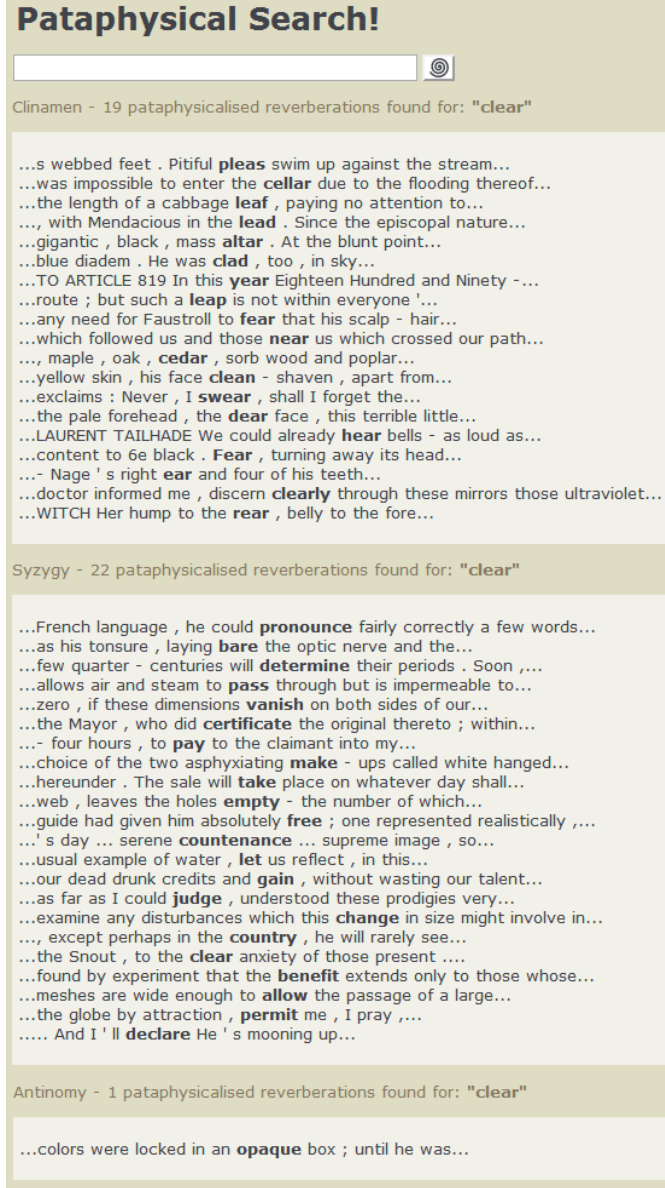 Pataphysical Search!
Clinamen - 19 pataphysicalised reverberations found for: "clear"
...s webbed feet . Pitiful pleas swim up against the stream...
...was impossible to enter the cellar due to the flooding thereof...
...the length of a cabbage leaf , paying no attention to...
..., with Mendacious in the lead . Since the episcopal nature...
...gigantic , black , mass altar . At the blunt point...
...blue diadem . He was clad , too , in sky...
...TO ARTICLE 819 In this year Eighteen Hundred and Ninety -...
...route ; but such a leap is not within everyone '...
...any need for Faustroll to fear that his scalp - hair...
...which followed us and those near us which crossed our path...
..., maple , oak , cedar , sorb wood and poplar...
...yellow skin , his face clean - shaven , apart from...
...exclaims : Never , I swear , shall I forget the...
...the pale forehead , the dear face , this terrible little...
...LAURENT TAILHADE We could already hear bells - as loud as...
...content to 6e black . Fear , turning away its head...
...- Nage ' s right ear and four of his teeth...
...doctor informed me , discern clearly through these mirrors those ultraviolet...
...WITCH Her hump to the rear , belly to the fore...
Syzygy - 22 pataphysicalised reverberations found for: "clear"
...French language , he could pronounce fairly correctly a few words...
...as his tonsure , laying bare the optic nerve and the...
...few quarter - centuries will determine their periods . Soon ,...
...allows air and steam to pass through but is impermeable to...
...zero , if these dimensions vanish on both sides of our...
...the Mayor , who did certificate the original thereto ; within...
...- four hours , to pay to the claimant into my...
...choice of the two asphyxiating make - ups called white hanged...
...hereunder . The sale will take place on whatever day shall...
...web , leaves the holes empty - the number of which...
...guide had given him absolutely free ; one represented realistically ,...
...' s day ... serene countenance ... supreme image , so...
...usual example of water , let us reflect , in this...
...our dead drunk credits and gain , without wasting our talent...
...as far as I could judge , understood these prodigies very...
...examine any disturbances which this change in size might involve in...
..., except perhaps in the country , he will rarely see...
...the Snout , to the clear anxiety of those present ....
...found by experiment that the benefit extends only to those whose...
...meshes are wide enough to allow the passage of a large...
...the globe by attraction , permit me , I pray ,...
..... And I ' ll declare He ' s mooning up...
Antinomy - 1 pataphysicalised reverberations found for: "clear"
...colors were locked in an opaque box ; until he was...